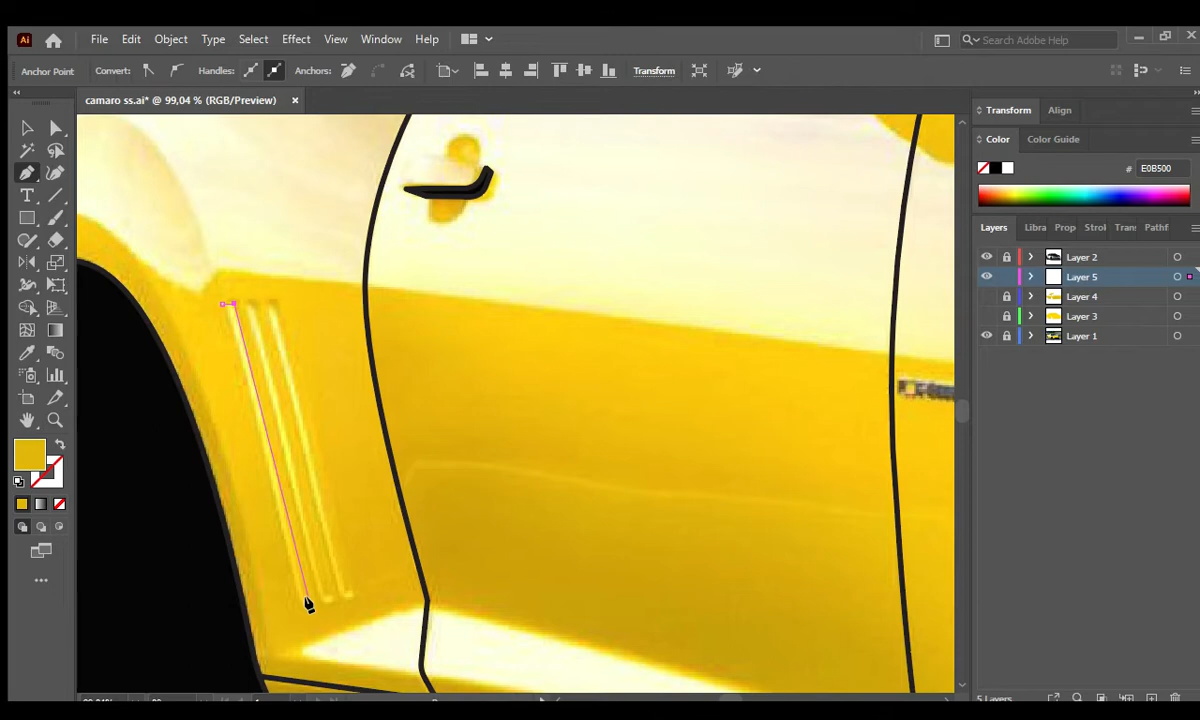 Ai File Edit Object Type Select Effect View Window Help Search Adobe Help
Anchor Point Convert: Handles: Anchors: Transform
camaro ss.ai* @ 99,04 % (RGB/Preview) ×
Transform Align
Color Color Guide
# E0B500
Layers Libra Prop Strol Trans Pathf
Layer 2
Layer 5
Layer 4
Layer 3
Layer 1
5 Layers